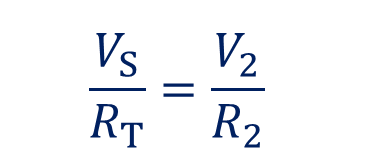 V_S / R_T = V_2 / R_2